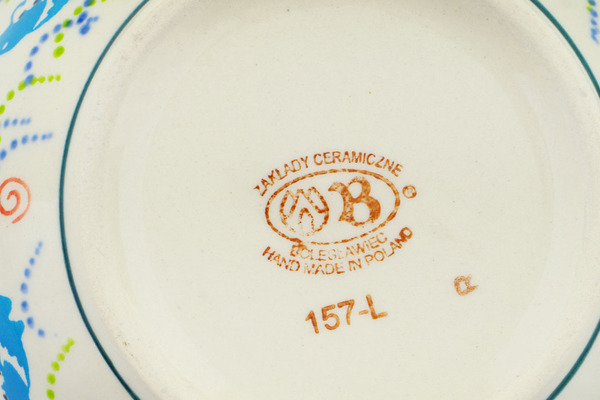 ZAKŁADY CERAMICZNE
B ®
BOLESŁAWIEC
HAND MADE IN POLAND
157-L